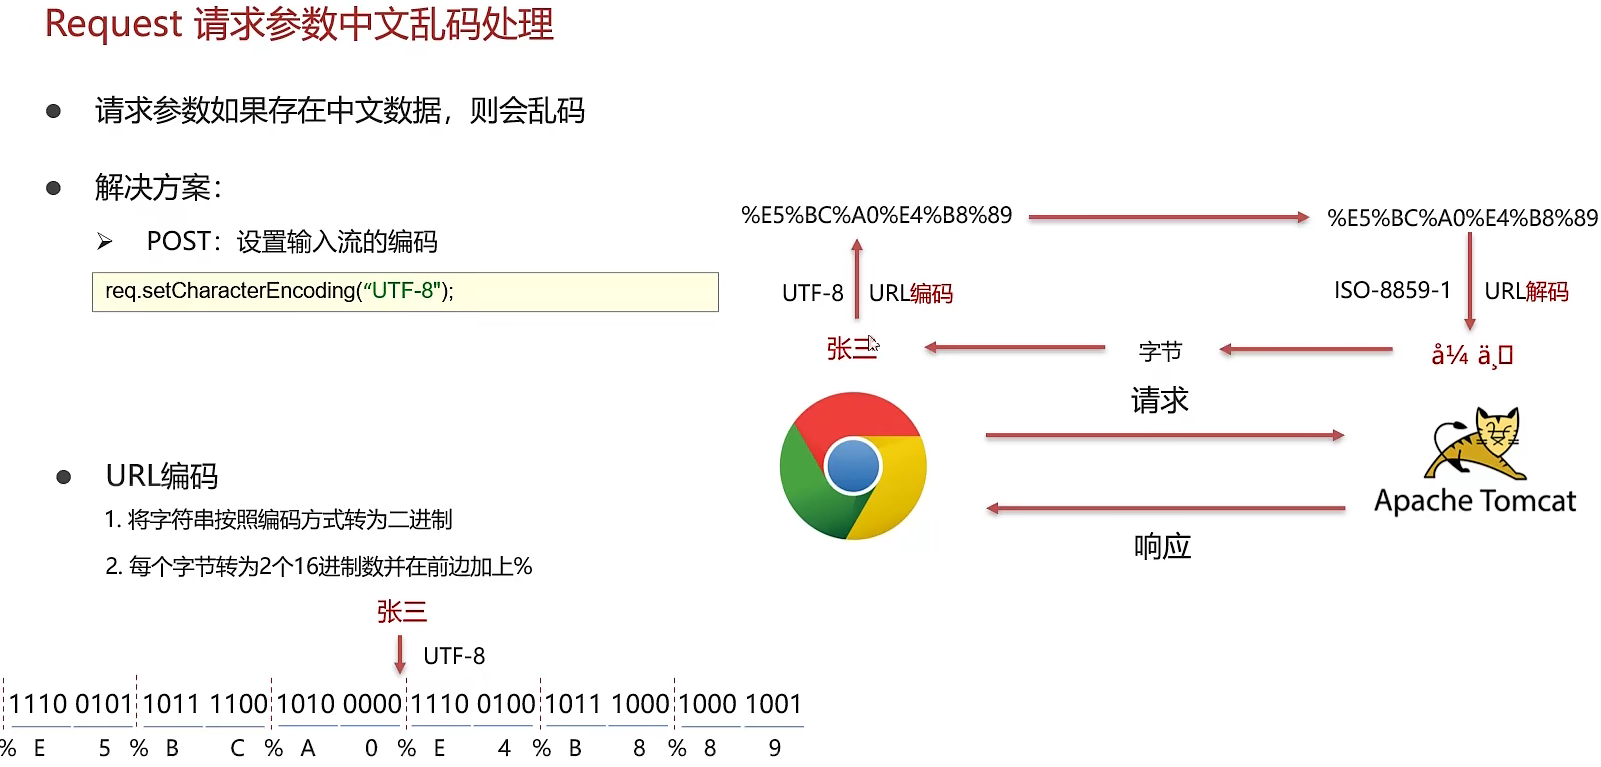 Request 请求参数中文乱码处理
● 请求参数如果存在中文数据，则会乱码
● 解决方案：
➢ POST：设置输入流的编码
req.setCharacterEncoding(“UTF-8");
● URL编码
1. 将字符串按照编码方式转为二进制
2. 每个字节转为2个16进制数并在前边加上%
张三
UTF-8
1110 0101 1011 1100 1010 0000 1110 0100 1011 1000 1000 1001
% E 5 % B C % A 0 % E 4 % B 8 % 8 9
%E5%BC%A0%E4%B8%89 %E5%BC%A0%E4%B8%89
UTF-8 URL编码 ISO-8859-1 URL解码
张三 字节 å¼ ä¸
请求
Apache Tomcat
响应